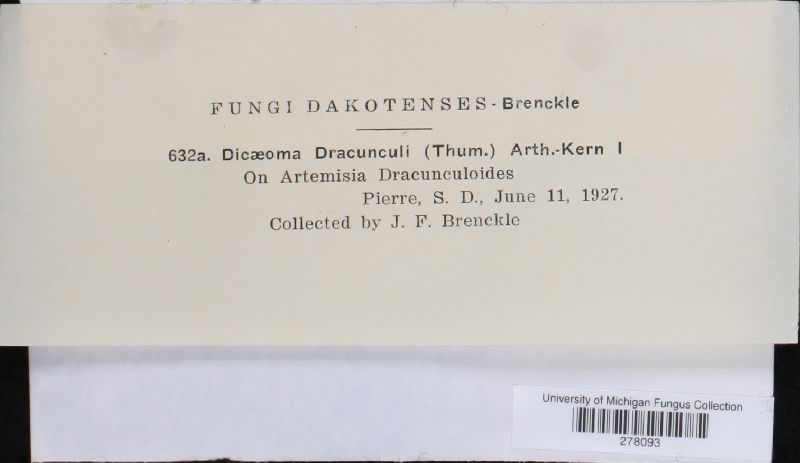 FUNGI DAKOTENSES - Brenckle
632a. Dicæoma Dracunculi (Thum.) Arth.-Kern I
On Artemisia Dracunculoides
Pierre, S. D., June 11, 1927.
Collected by J. F. Brenckle
University of Michigan Fungus Collection
278093